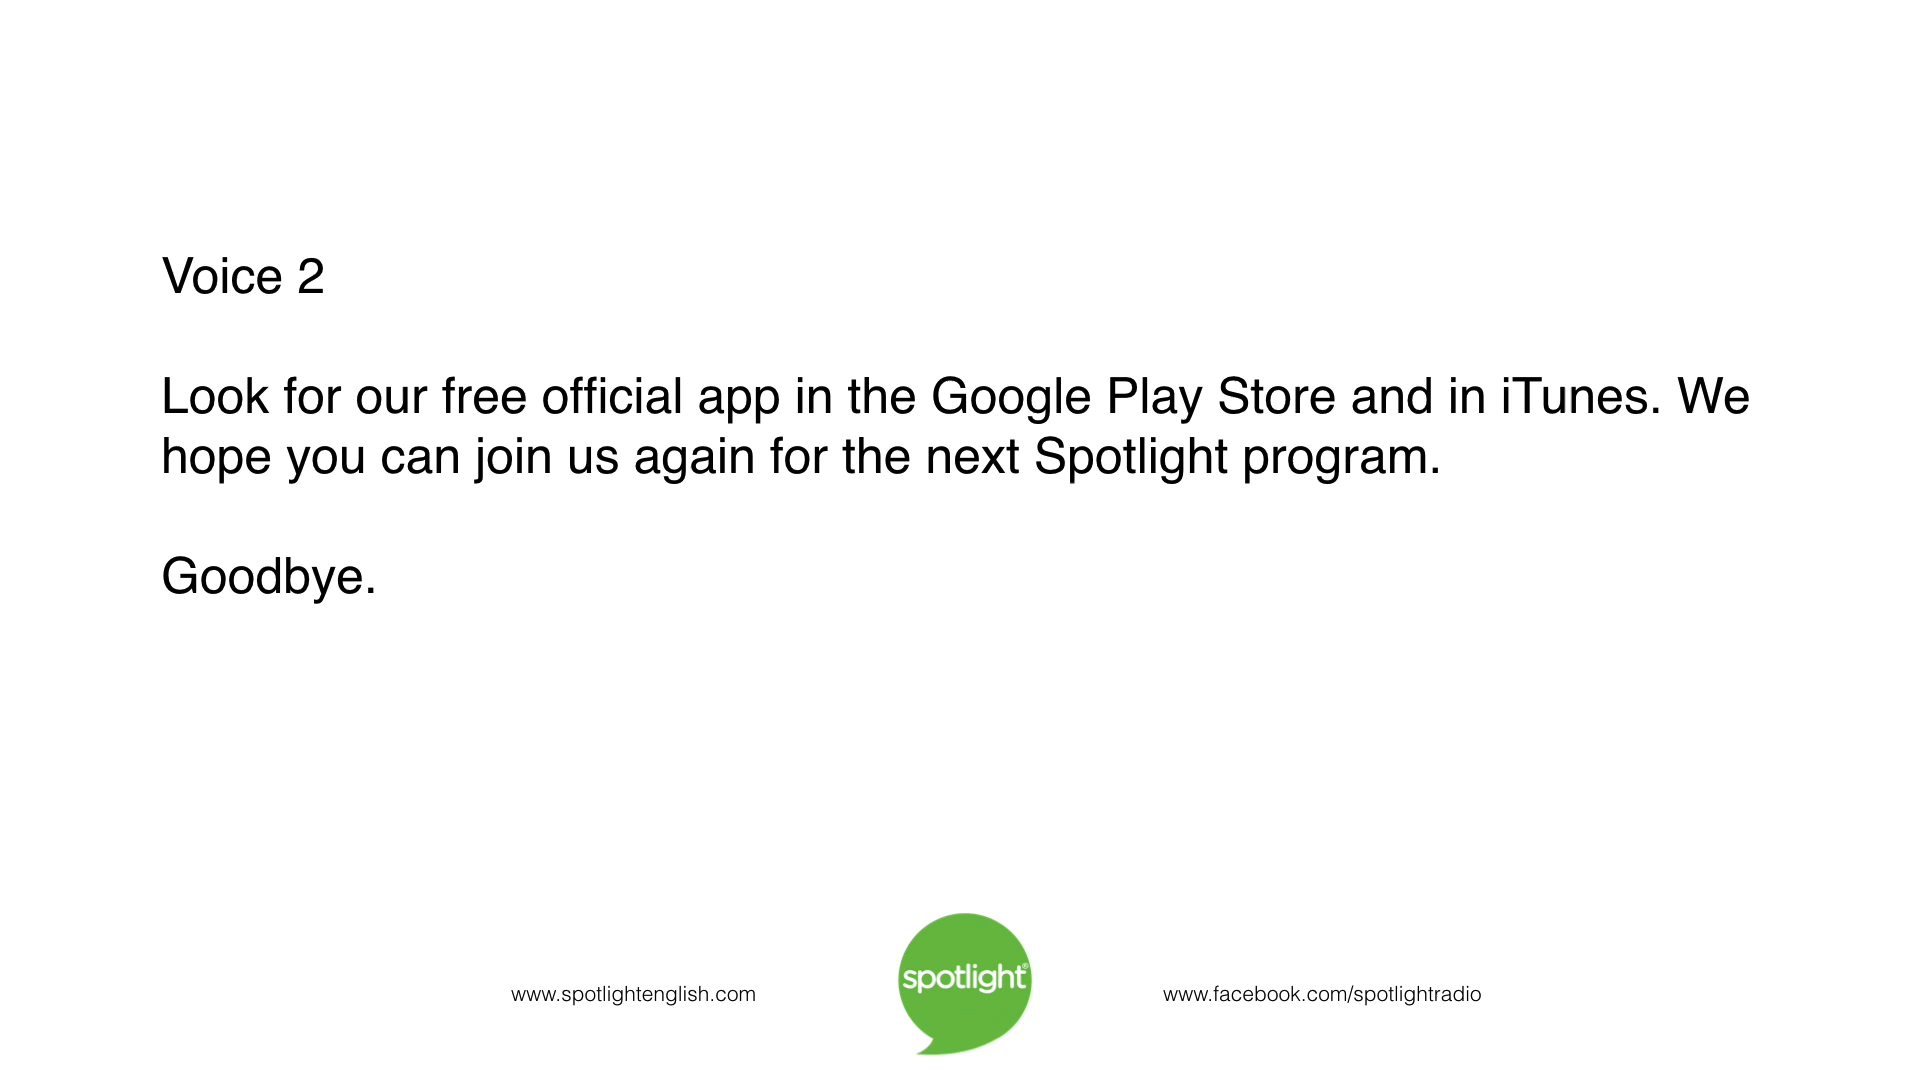 Voice 2
Look for our free official app in the Google Play Store and in iTunes. We
hope you can join us again for the next Spotlight program.
Goodbye.
www.spotlightenglish.com
spotlight®
www.facebook.com/spotlightradio